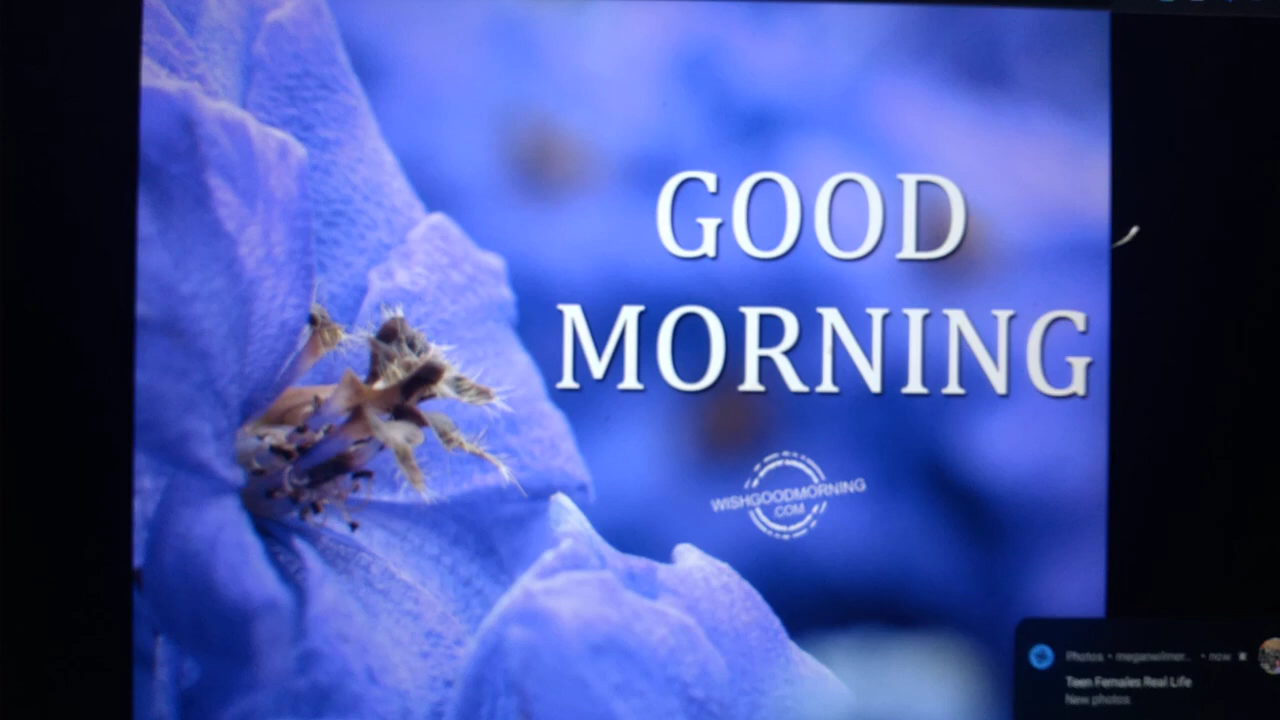 GOOD
MORNING
WISHGOODMORNING
.COM
Photos • • now
Teen Females Real Life
New photos